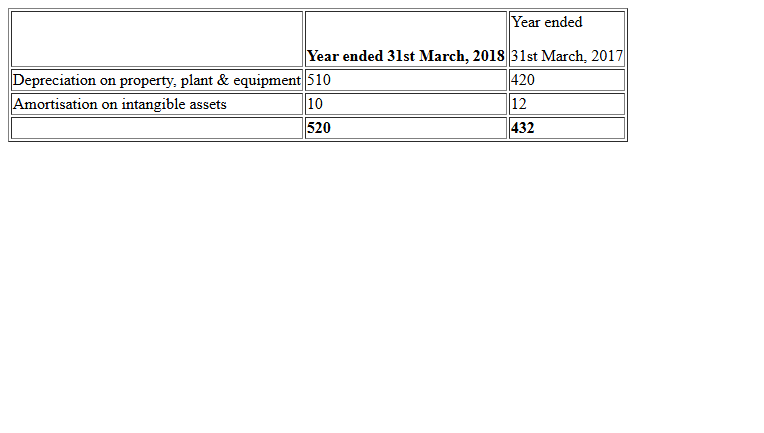 Year ended
Year ended 31st March, 2018 31st March, 2017
Depreciation on property, plant & equipment 510 420
Amortisation on intangible assets 10 12
520 432